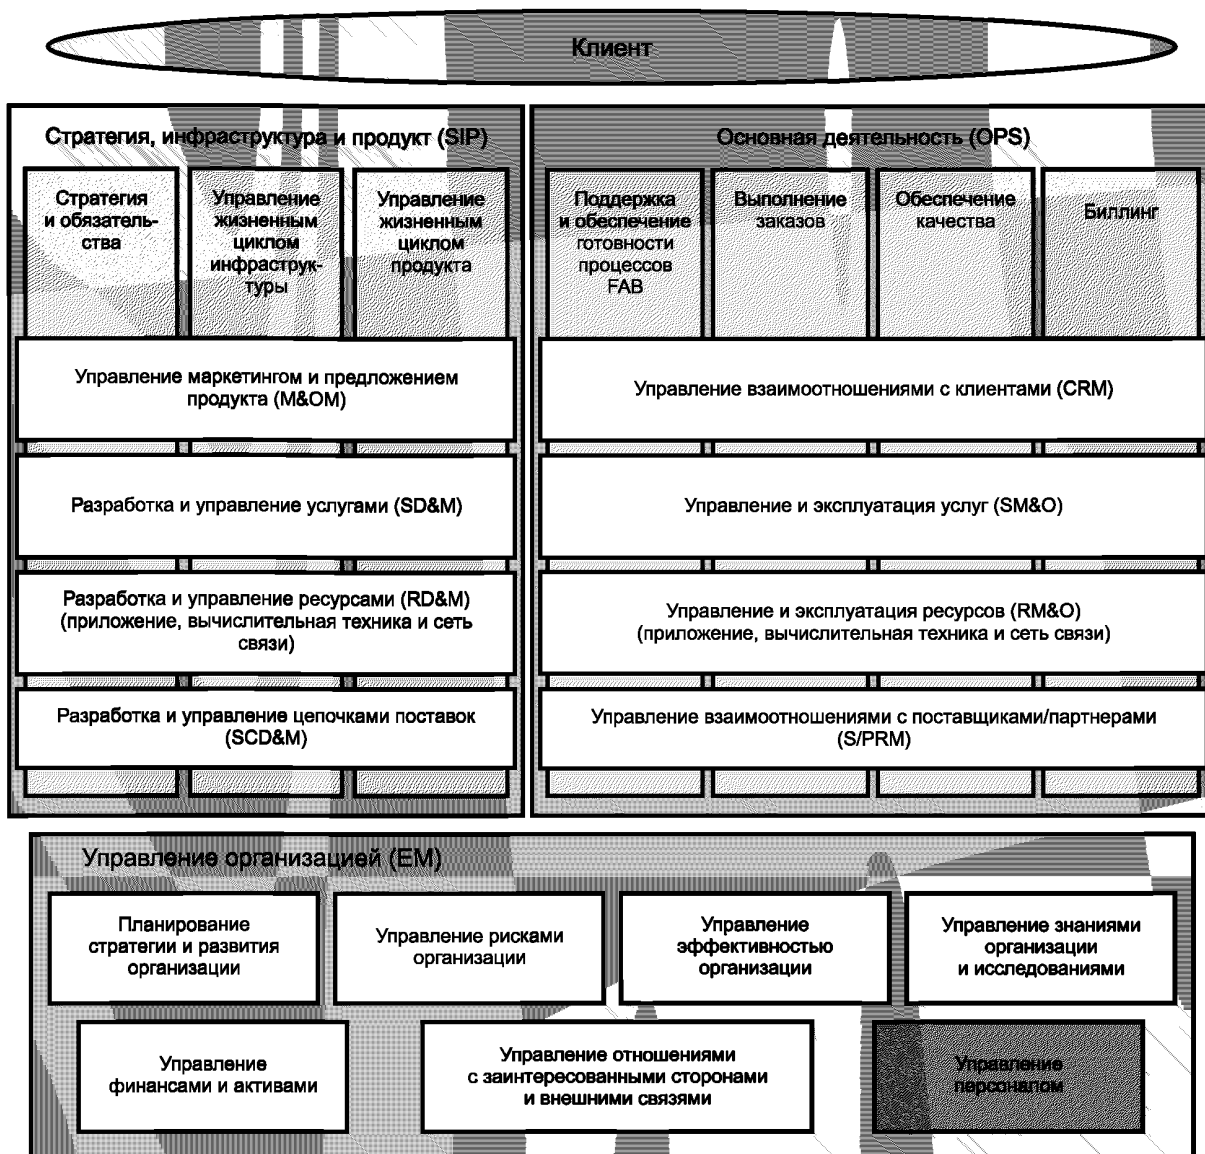 Клиент
Стратегия, инфраструктура и продукт (SIP)
Стратегия
и обязатель-
ства
Управление
жизненным
циклом
инфраструк-
туры
Управление
жизненным
циклом
продукта
Управление маркетингом и предложением
продукта (M&OM)
Разработка и управление услугами (SD&M)
Разработка и управление ресурсами (RD&M)
(приложение, вычислительная техника и сеть
связи)
Разработка и управление цепочками поставок
(SCD&M)
Основная деятельность (OPS)
Поддержка
и обеспечение
готовности
процессов
FAB
Выполнение
заказов
Обеспечение
качества
Биллинг
Управление взаимоотношениями с клиентами (CRM)
Управление и эксплуатация услуг (SM&O)
Управление и эксплуатация ресурсов (RM&O)
(приложение, вычислительная техника и сеть связи)
Управление взаимоотношениями с поставщиками/партнерами
(S/PRM)
Управление организацией (EM)
Планирование
стратегии и развития
организации
Управление рисками
организации
Управление
эффективностью
организации
Управление знаниями
организации
и исследованиями
Управление
финансами и активами
Управление отношениями
с заинтересованными сторонами
и внешними связями
Управление
персоналом